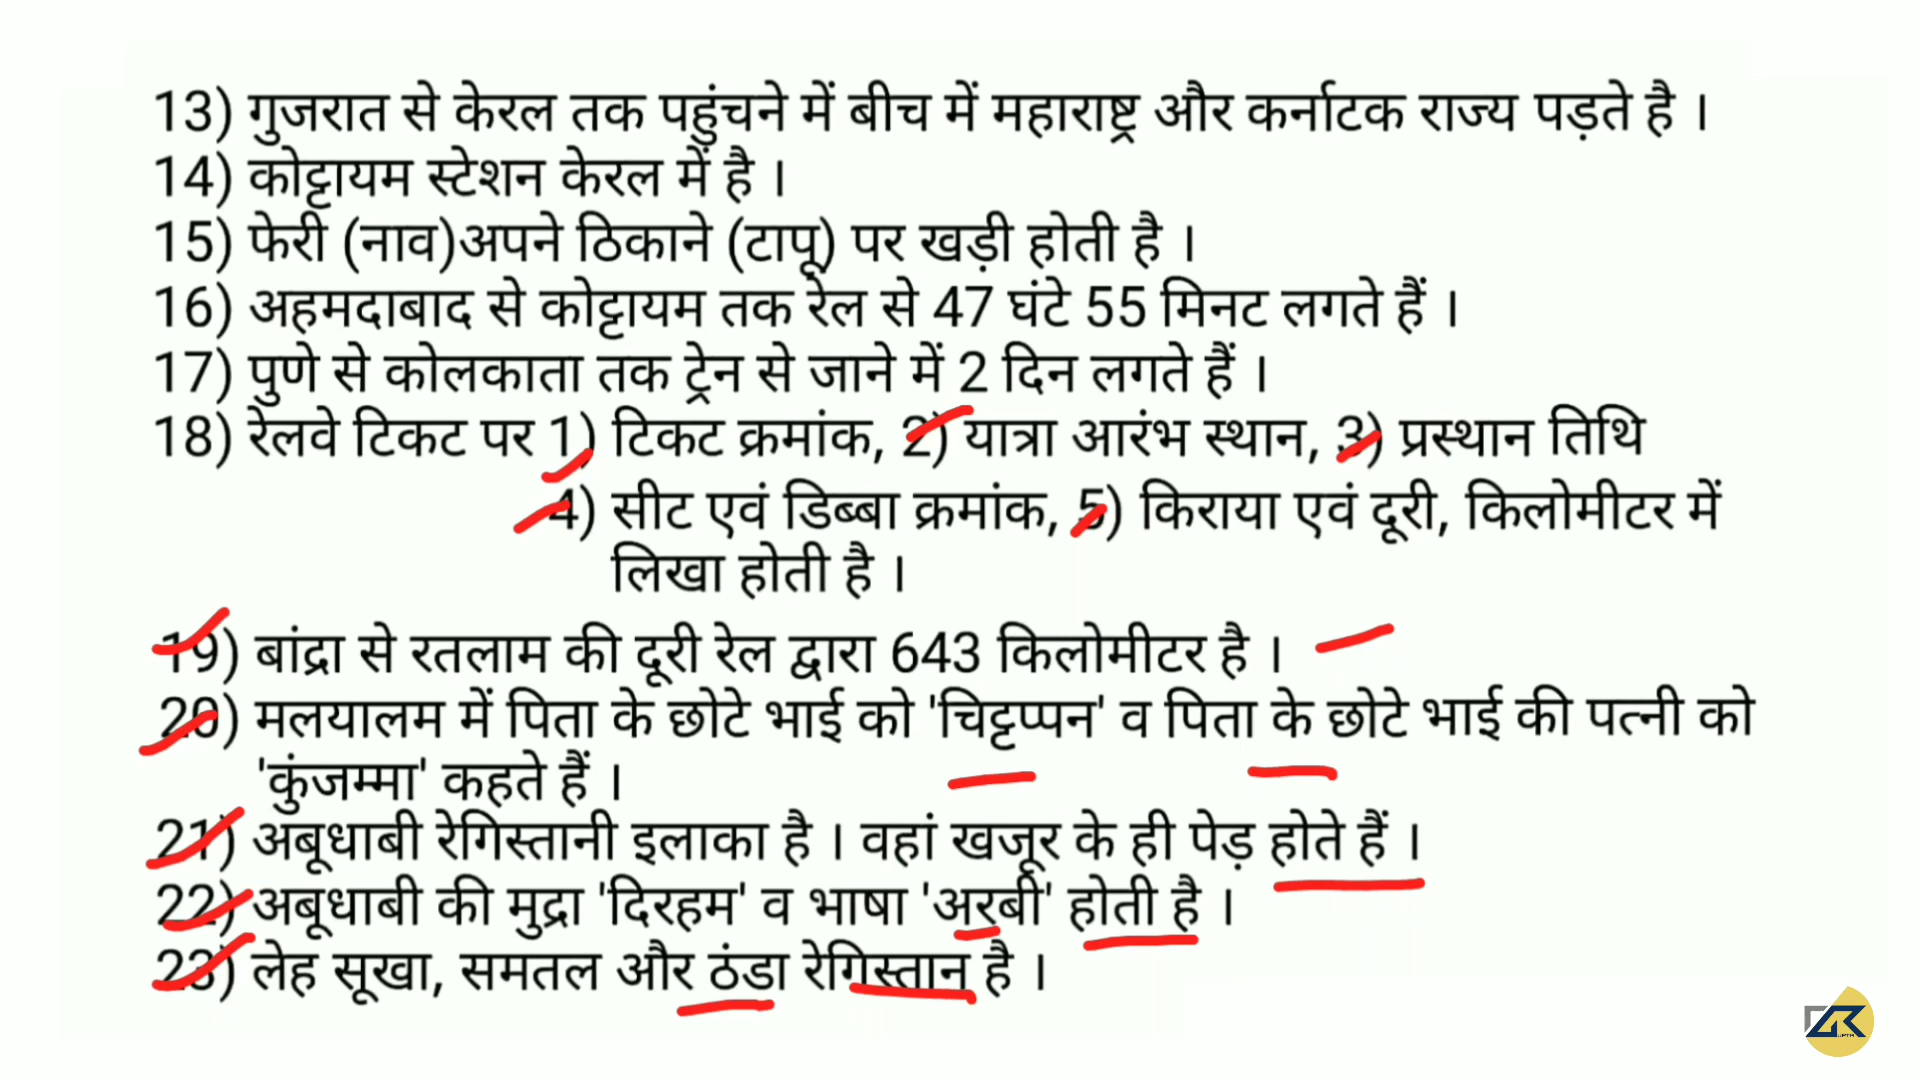 13) गुजरात से केरल तक पहुंचने में बीच में महाराष्ट्र और कर्नाटक राज्य पड़ते है ।
14) कोट्टायम स्टेशन केरल में है ।
15) फेरी (नाव)अपने ठिकाने (टापू) पर खड़ी होती है ।
16) अहमदाबाद से कोट्टायम तक रेल से 47 घंटे 55 मिनट लगते हैं ।
17) पुणे से कोलकाता तक ट्रेन से जाने में 2 दिन लगते हैं ।
18) रेलवे टिकट पर 1) टिकट क्रमांक, 2) यात्रा आरंभ स्थान, 3) प्रस्थान तिथि
4) सीट एवं डिब्बा क्रमांक, 5) किराया एवं दूरी, किलोमीटर में
लिखा होती है ।
19) बांद्रा से रतलाम की दूरी रेल द्वारा 643 किलोमीटर है ।
20) मलयालम में पिता के छोटे भाई को 'चिट्टप्पन' व पिता के छोटे भाई की पत्नी को
'कुंजम्मा' कहते हैं ।
21) अबूधाबी रेगिस्तानी इलाका है । वहां खजूर के ही पेड़ होते हैं ।
22) अबूधाबी की मुद्रा 'दिरहम' व भाषा 'अरबी' होती है ।
23) लेह सूखा, समतल और ठंडा रेगिस्तान है ।